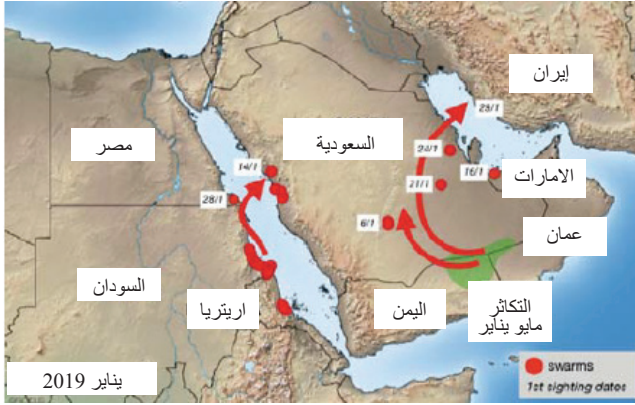 إيران
23/1
السعودية
مصر
24/1
14/1
16/1
الامارات
21/1
28/1
6/1
عمان
السودان
اريتريا
اليمن
التكاثر
مايو يناير
يناير 2019
swarms
1st sighting dates